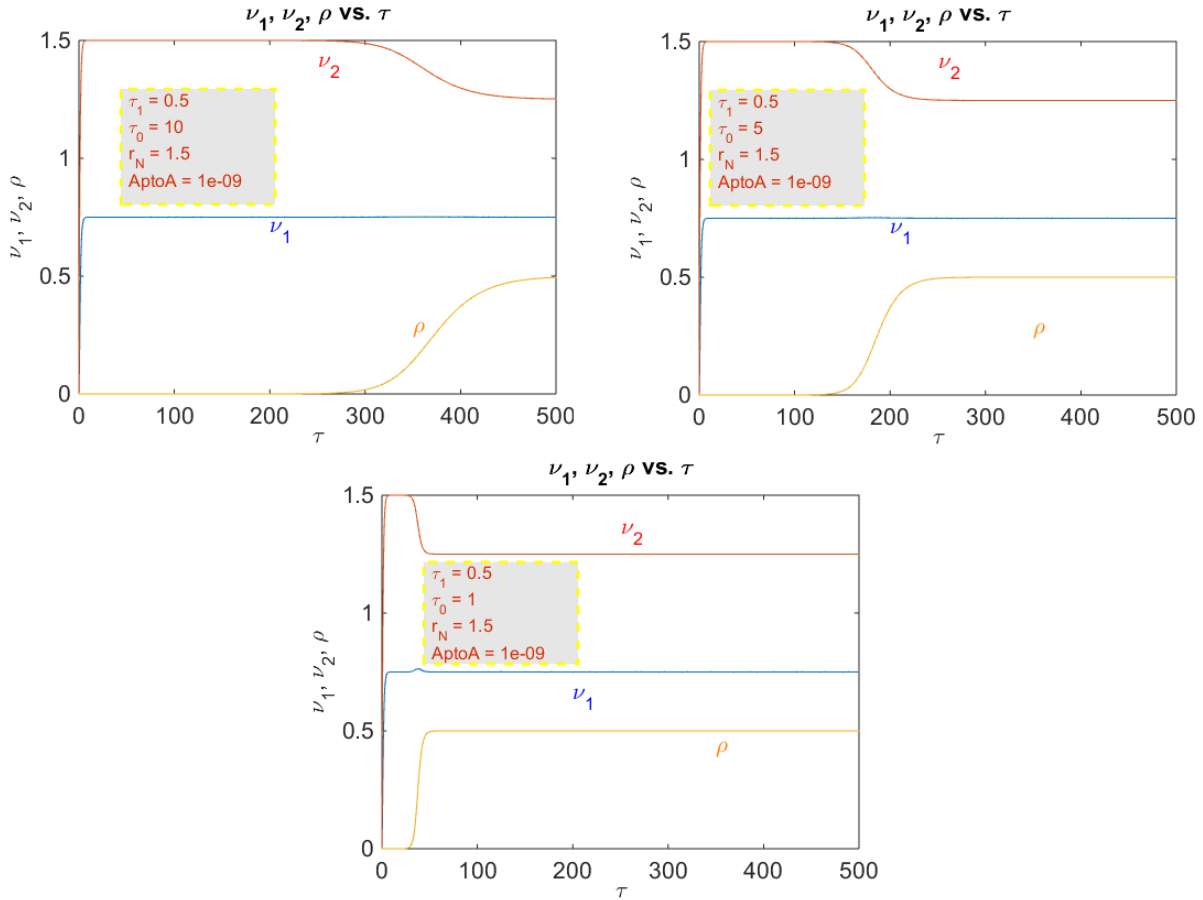 ν₁, ν₂, ρ vs. τ
1.5
1
0.5
0
ν₁, ν₂, ρ
τ₁ = 0.5
τ₀ = 10
r_N = 1.5
AptoA = 1e-09
ν₂
ν₁
ρ
0 100 200 300 400 500
τ
ν₁, ν₂, ρ vs. τ
1.5
1
0.5
0
ν₁, ν₂, ρ
τ₁ = 0.5
τ₀ = 5
r_N = 1.5
AptoA = 1e-09
ν₂
ν₁
ρ
0 100 200 300 400 500
τ
ν₁, ν₂, ρ vs. τ
1.5
1
0.5
0
ν₁, ν₂, ρ
ν₂
τ₁ = 0.5
τ₀ = 1
r_N = 1.5
AptoA = 1e-09
ν₁
ρ
0 100 200 300 400 500
τ